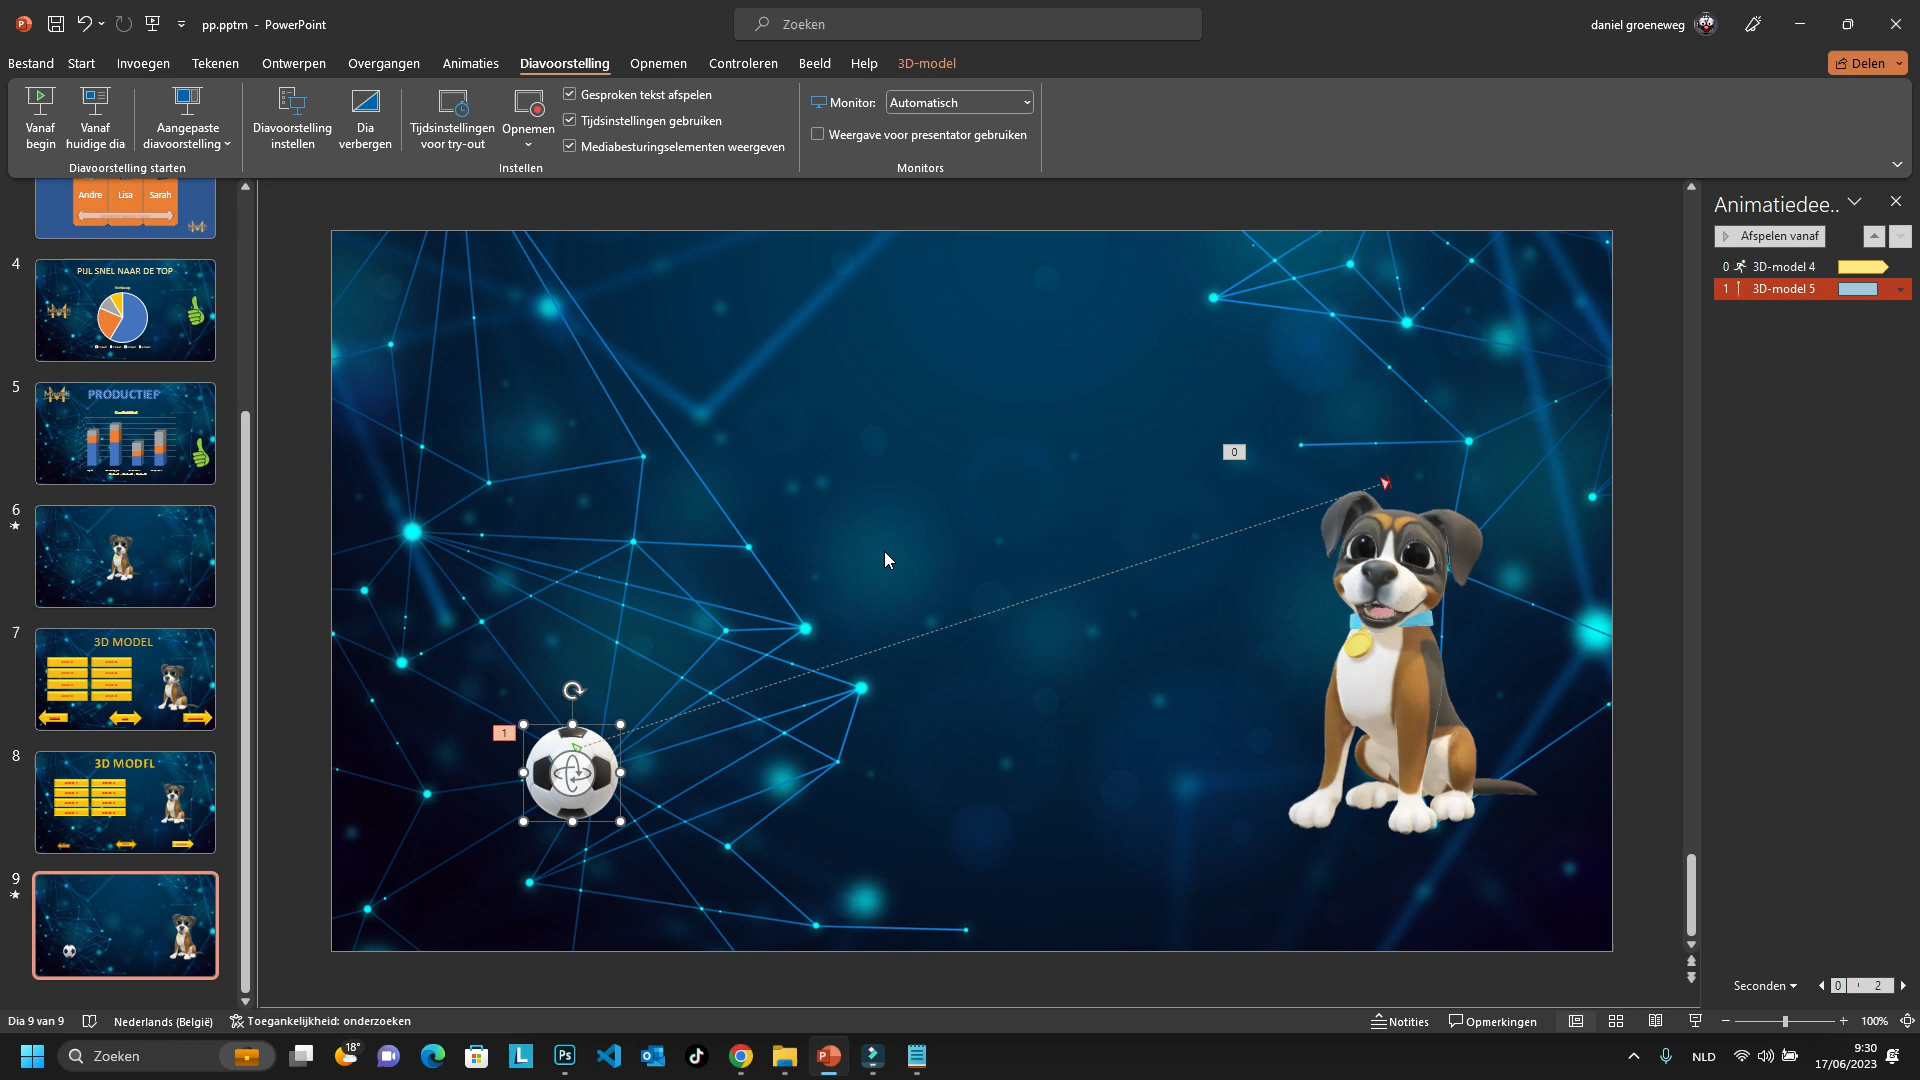 pp.pptm - PowerPoint
Zoeken
daniel groeneweg
Bestand Start Invoegen Tekenen Ontwerpen Overgangen Animaties Diavoorstelling Opnemen Controleren Beeld Help 3D-model
Delen
Vanaf begin
Vanaf huidige dia
Aangepaste diavoorstelling
Diavoorstelling instellen
Dia verbergen
Tijdsinstellingen voor try-out
Opnemen
Gesproken tekst afspelen
Tijdsinstellingen gebruiken
Mediabesturingselementen weergeven
Monitor: Automatisch
Weergave voor presentator gebruiken
Diavoorstelling starten
Instellen
Monitors
Andre Lisa Sarah
4
PIJL SNEL NAAR DE TOP
Verkoop
5
PRODUCTIEF
6
7
3D MODEL
8
3D MODEL
9
0
1
Animatiedee..
Afspelen vanaf
0 3D-model 4
1 3D-model 5
Seconden 0 2
Dia 9 van 9 Nederlands (België) Toegankelijkheid: onderzoeken
Notities Opmerkingen 100%
Zoeken
18°
NLD
9:30
17/06/2023